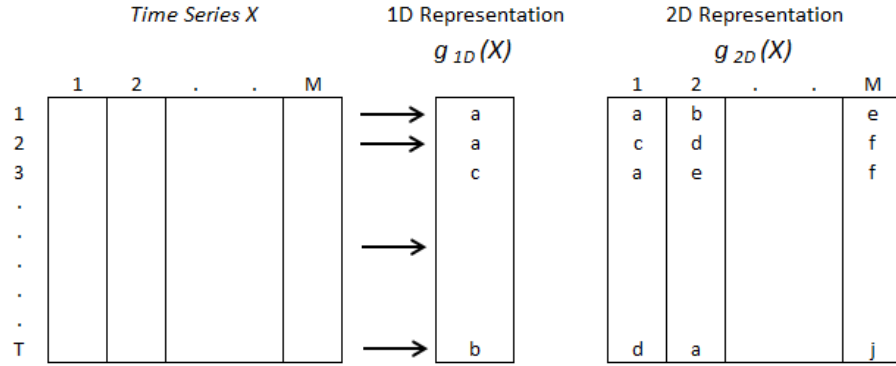 Time Series X 1D Representation 2D Representation
g 1D (X) g 2D (X)
1 2 . . M 1 2 . . M
1 a a b e
2 a c d f
3 c a e f
.
.
.
.
.
T b d a j